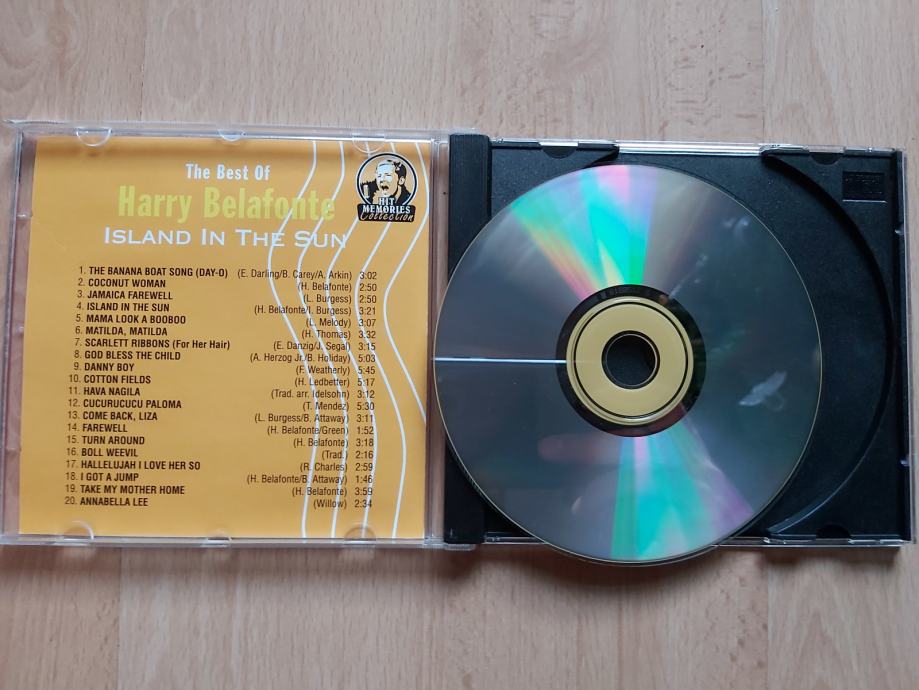 The Best Of
Harry Belafonte
ISLAND IN THE SUN
HIT
MEMORIES
Collection
1. THE BANANA BOAT SONG (DAY-O) (E. Darling/B. Carey/A. Arkin) 3:02
2. COCONUT WOMAN (H. Belafonte) 2:50
3. JAMAICA FAREWELL (L. Burgess) 2:50
4. ISLAND IN THE SUN (H. Belafonte/I. Burgess) 3:21
5. MAMA LOOK A BOOBOO (L. Melody) 3:07
6. MATILDA, MATILDA (H. Thomas) 3:32
7. SCARLETT RIBBONS (For Her Hair) (E. Danzig/J. Segal) 3:15
8. GOD BLESS THE CHILD (A. Herzog Jr./B. Holiday) 5:03
9. DANNY BOY (F. Weatherly) 5:45
10. COTTON FIELDS (H. Ledbetter) 5:17
11. HAVA NAGILA (Trad. arr. Idelsohn) 3:12
12. CUCURUCUCU PALOMA (T. Mendez) 5:30
13. COME BACK, LIZA (L. Burgess/B. Attaway) 3:11
14. FAREWELL (H. Belafonte/Green) 1:52
15. TURN AROUND (H. Belafonte) 3:18
16. BOLL WEEVIL (Trad.) 2:16
17. HALLELUJAH I LOVE HER SO (R. Charles) 2:59
18. I GOT A JUMP (H. Belafonte/B. Attaway) 1:46
19. TAKE MY MOTHER HOME (H. Belafonte) 3:59
20. ANNABELLA LEE (Willow) 2:34